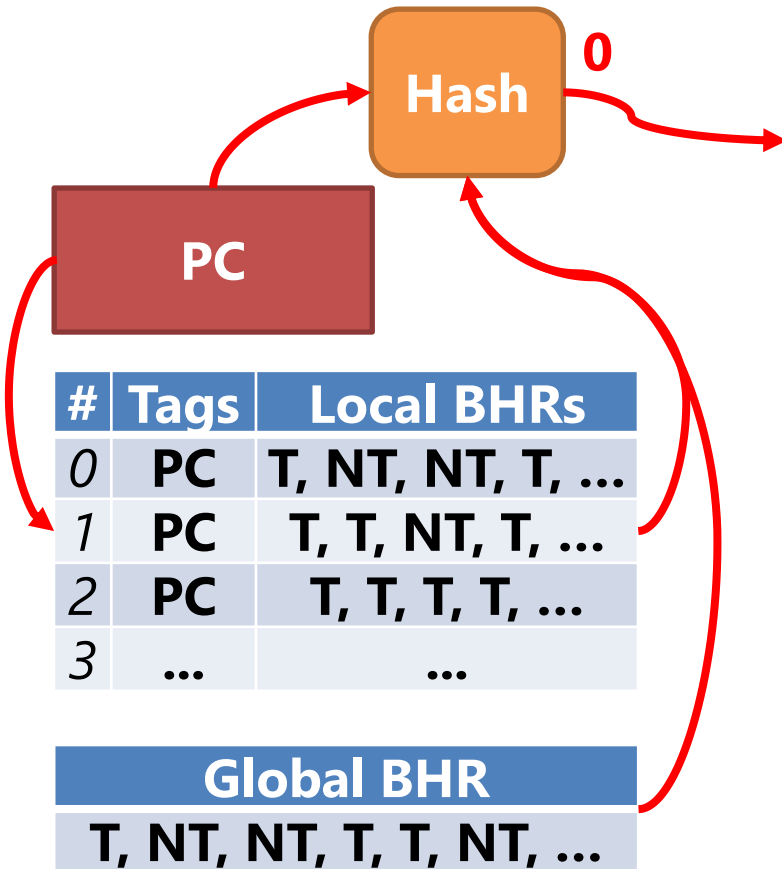 0
Hash
PC
# Tags Local BHRs
0 PC T, NT, NT, T, ...
1 PC T, T, NT, T, ...
2 PC T, T, T, T, ...
3 ... ...
Global BHR
T, NT, NT, T, T, NT, ...